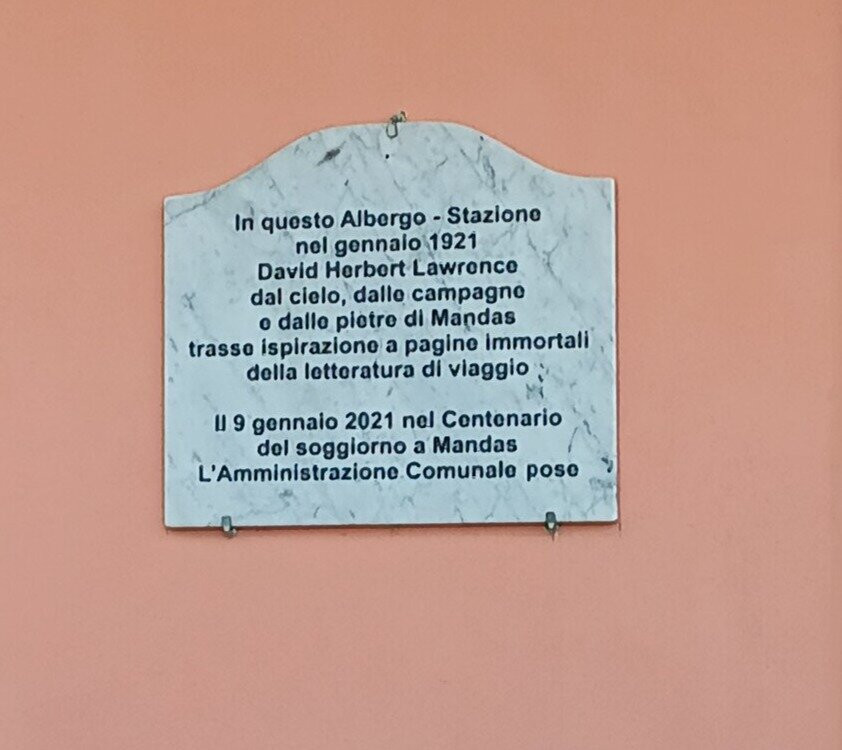 In questo Albergo - Stazione
nel gennaio 1921
David Herbert Lawrence
dal cielo, dalle campagne
e dalle pietre di Mandas
trasse ispirazione a pagine immortali
della letteratura di viaggio
Il 9 gennaio 2021 nel Centenario
del soggiorno a Mandas
L'Amministrazione Comunale pose